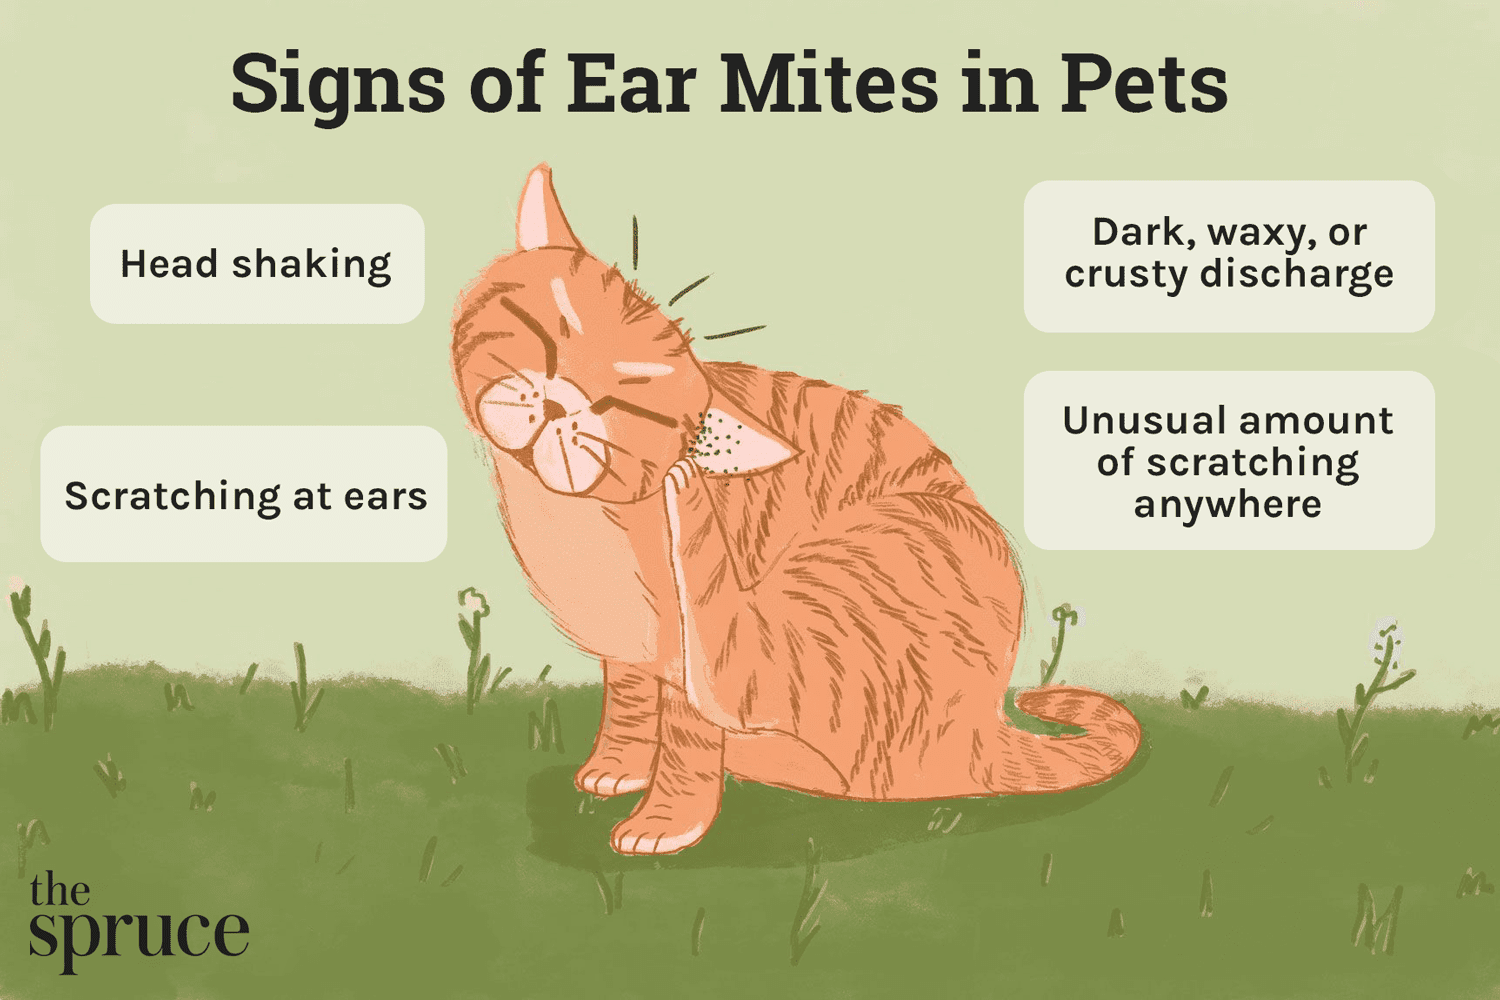 Signs of Ear Mites in Pets
Head shaking
Scratching at ears
Dark, waxy, or
crusty discharge
Unusual amount
of scratching
anywhere
the
spruce